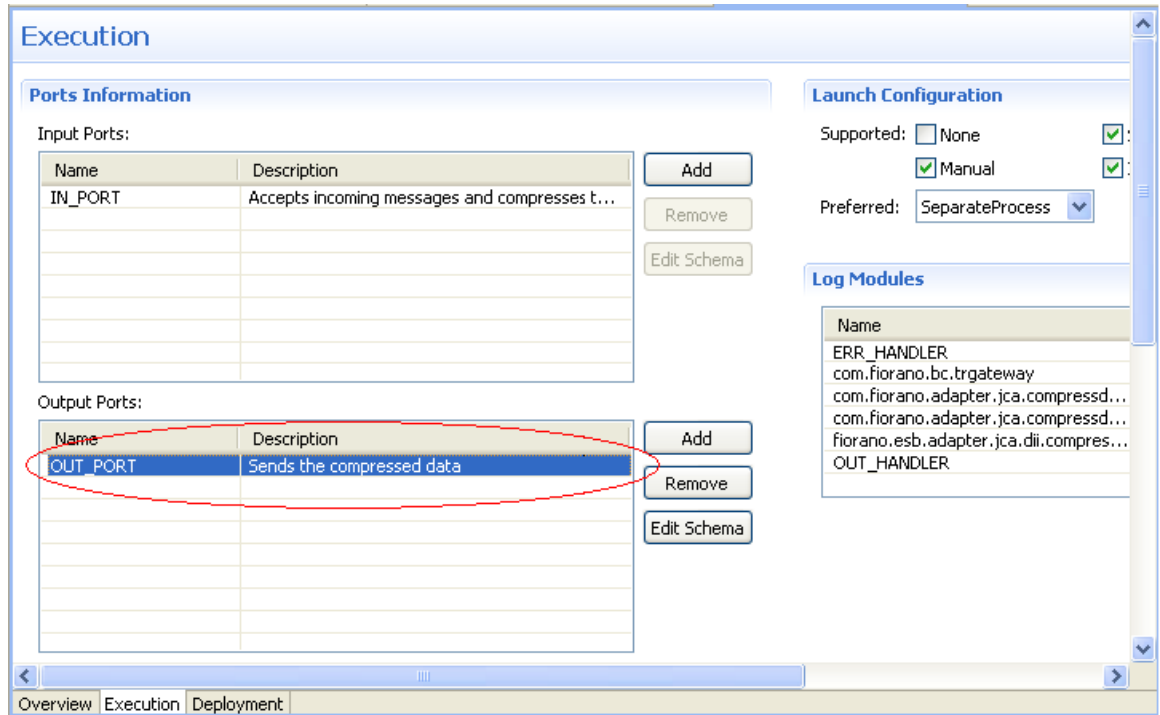 Execution
Ports Information
Input Ports:
Name Description
IN_PORT Accepts incoming messages and compresses t...
Add
Remove
Edit Schema
Output Ports:
Name Description
OUT_PORT Sends the compressed data
Add
Remove
Edit Schema
Launch Configuration
Supported: None
Manual
Preferred: SeparateProcess
Log Modules
Name
ERR_HANDLER
com.fiorano.bc.trgateway
com.fiorano.adapter.jca.compressd...
com.fiorano.adapter.jca.compressd...
fiorano.esb.adapter.jca.dii.compres...
OUT_HANDLER
Overview Execution Deployment